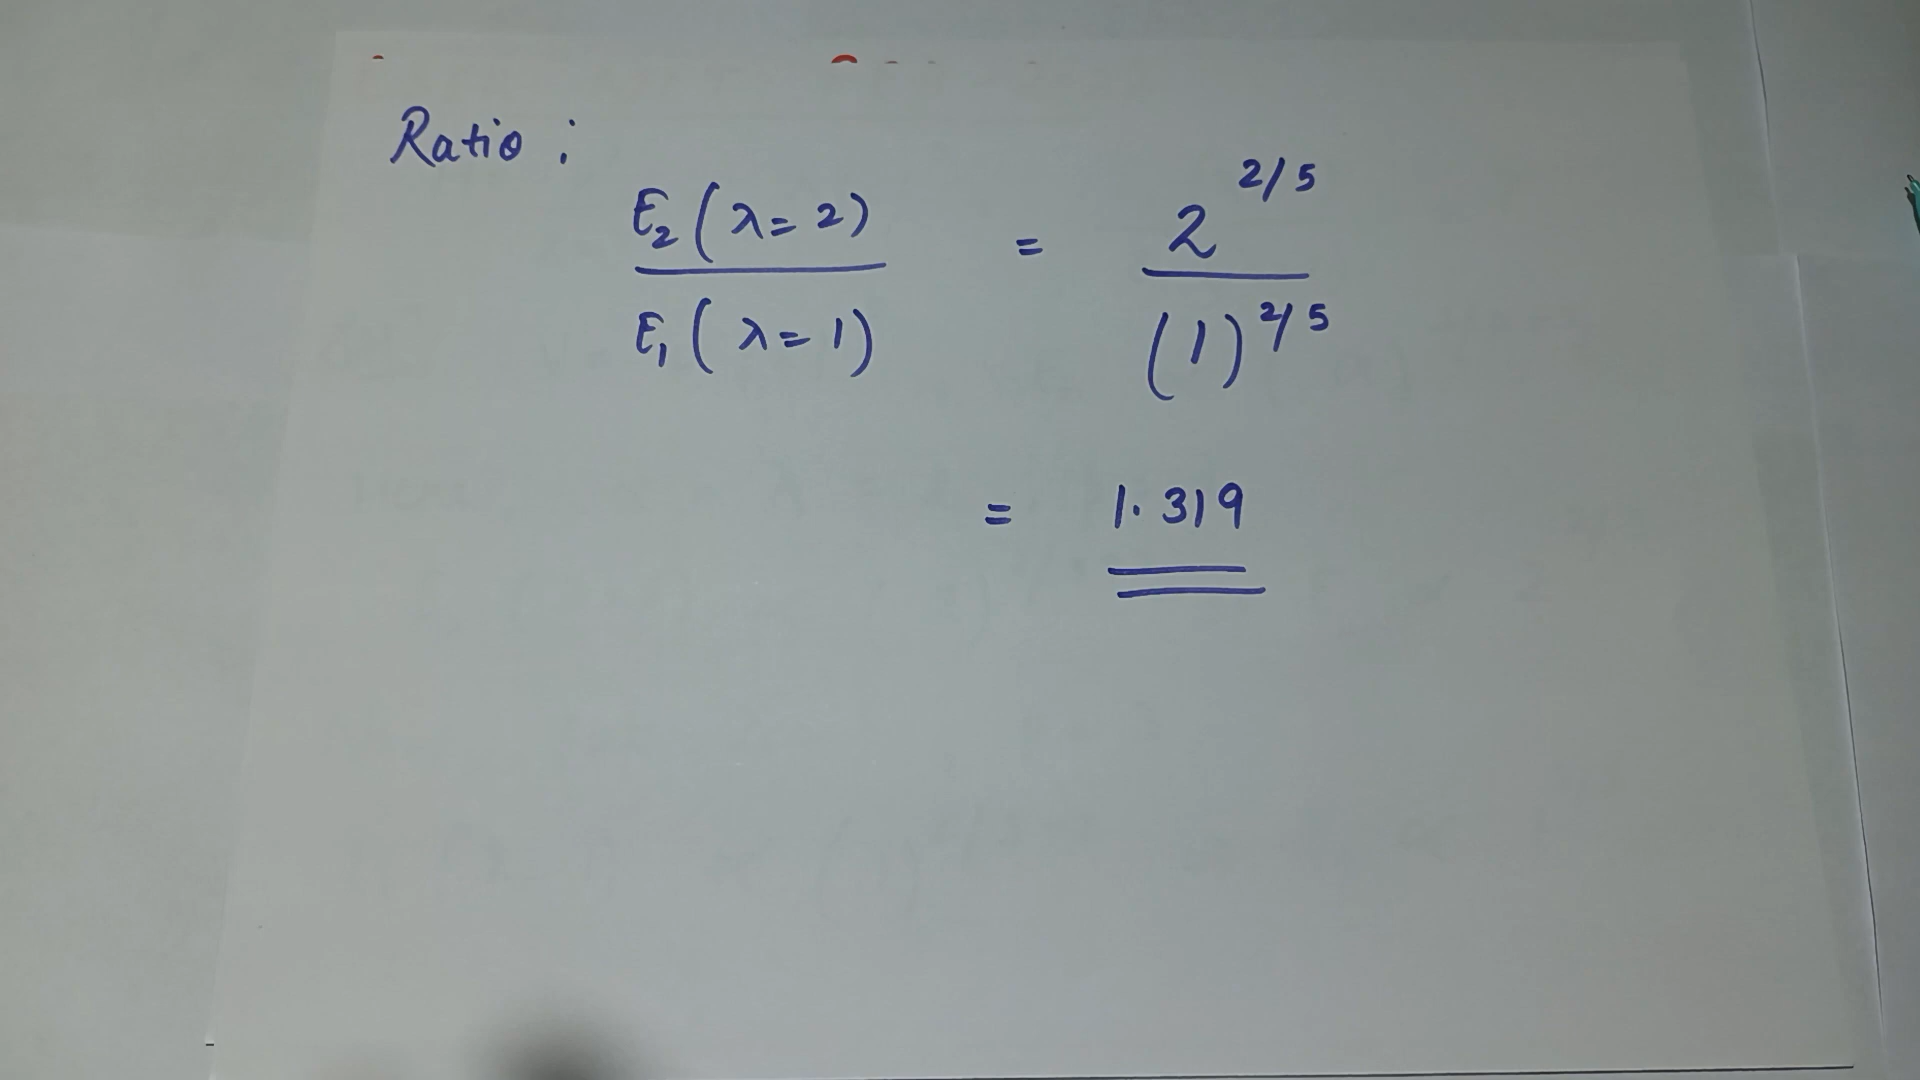 Ratio :
E₂ (λ = 2) / E₁ (λ = 1) = 2^2/5 / (1)^2/5
= 1.319